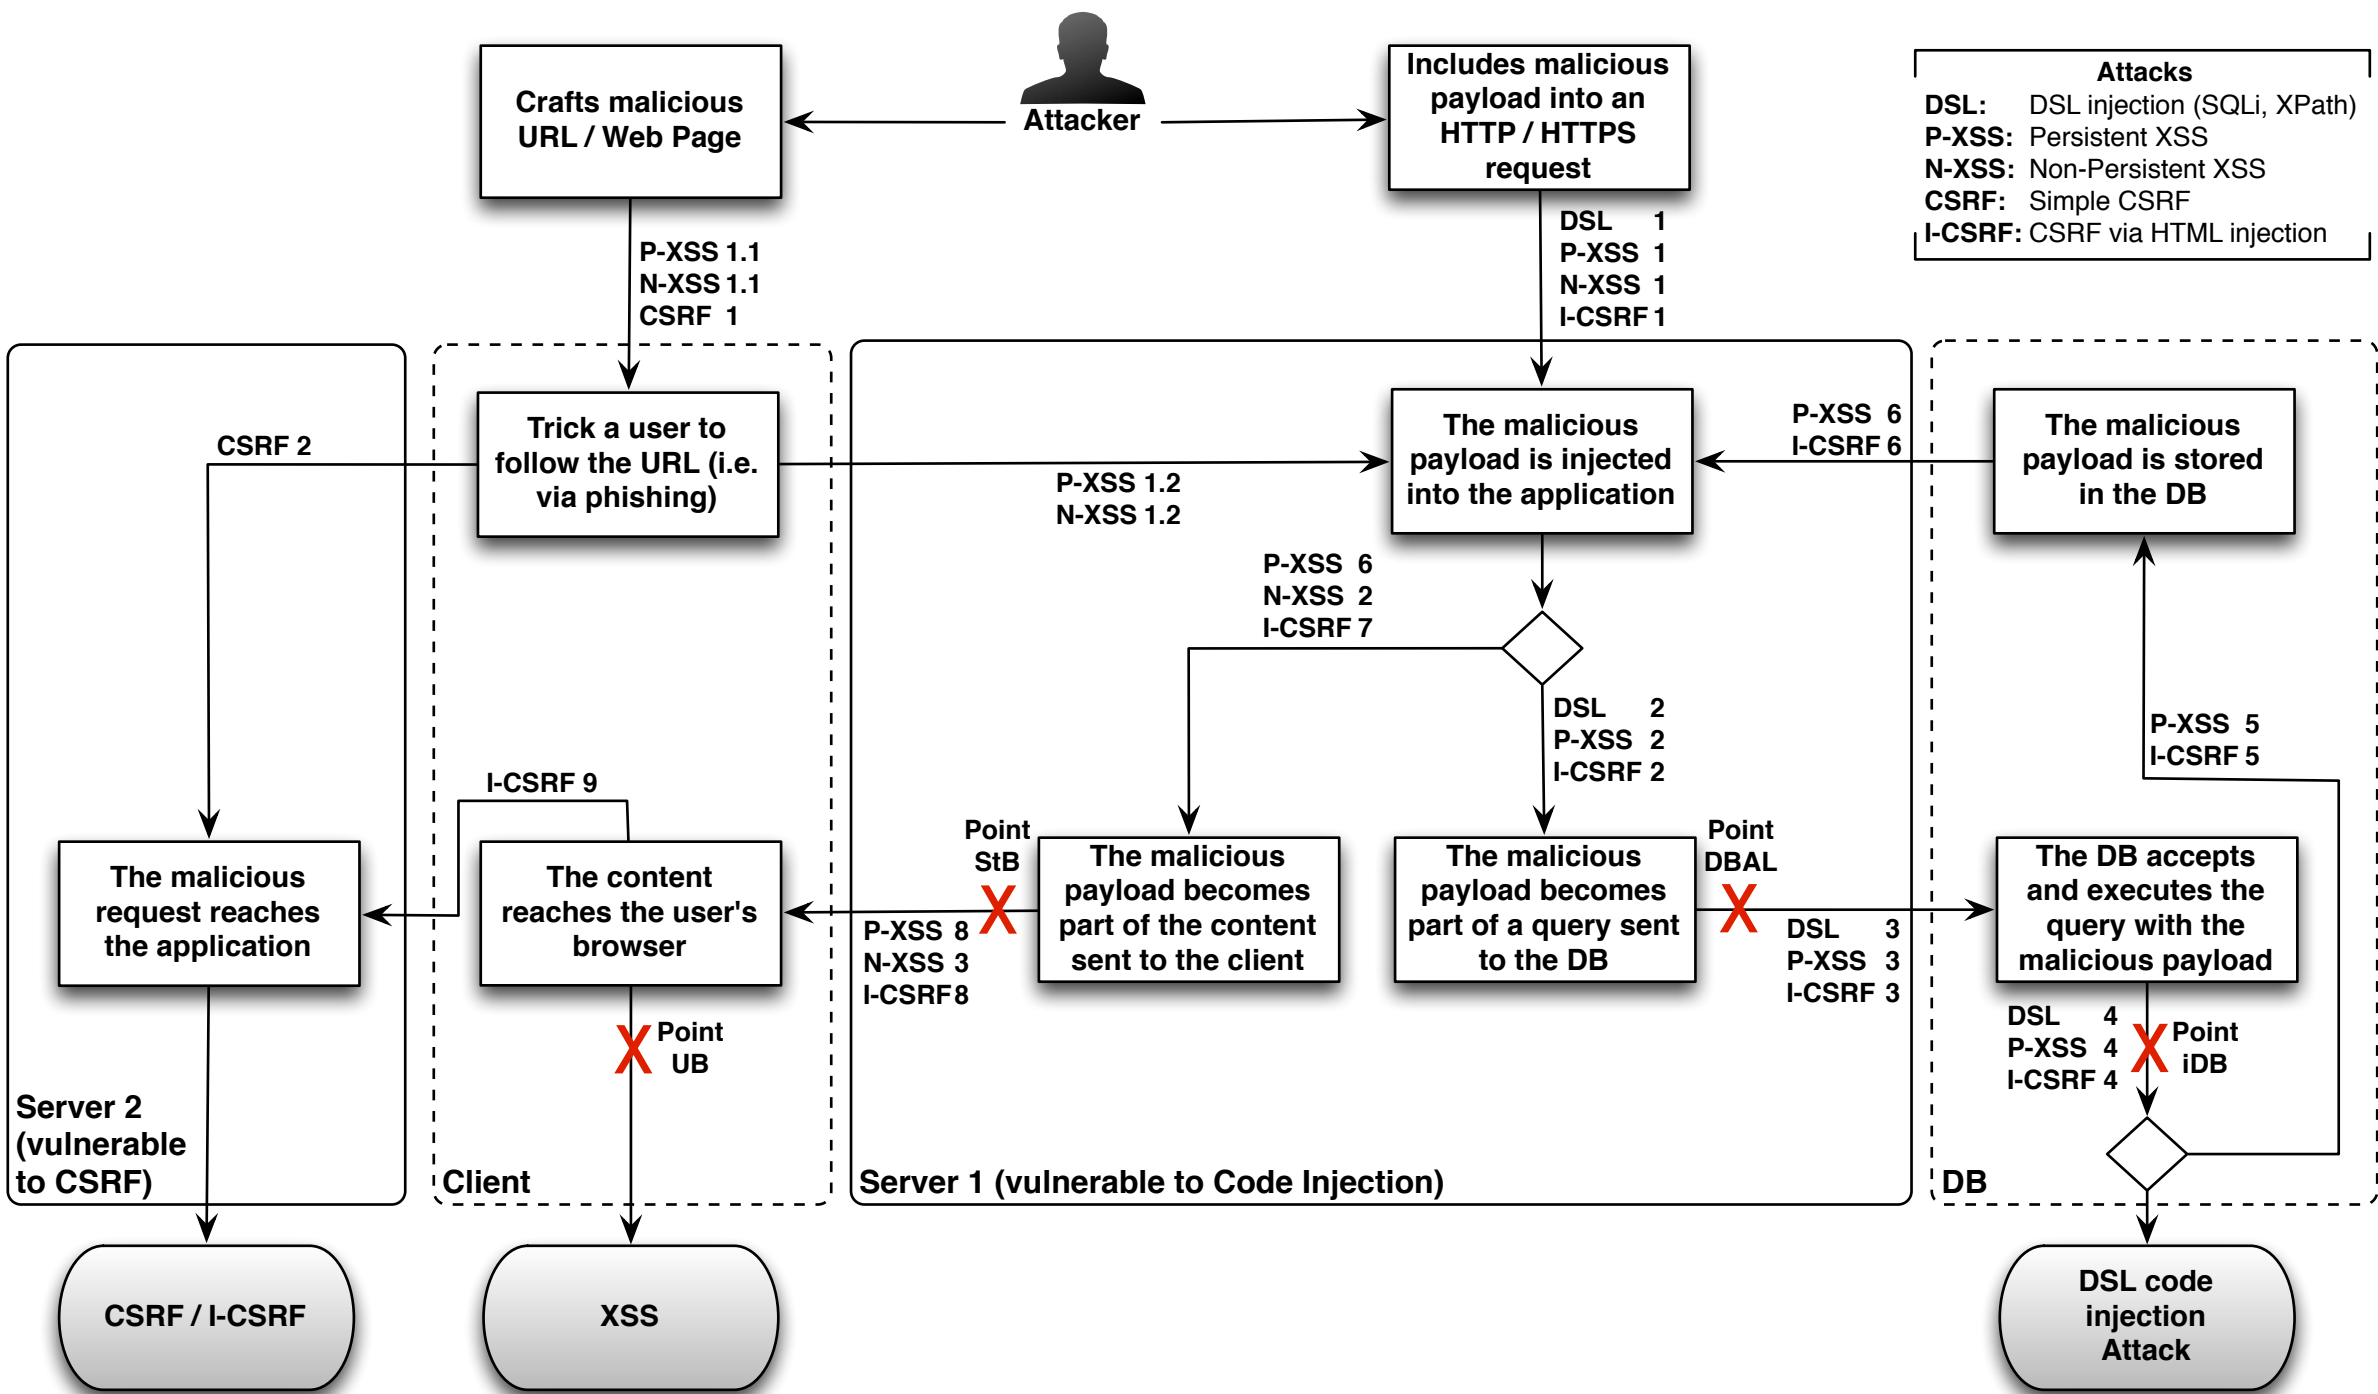 Attacker
Crafts malicious
URL / Web Page
Includes malicious
payload into an
HTTP / HTTPS
request
Attacks
DSL: DSL injection (SQLi, XPath)
P-XSS: Persistent XSS
N-XSS: Non-Persistent XSS
CSRF: Simple CSRF
I-CSRF: CSRF via HTML injection
P-XSS 1.1
N-XSS 1.1
CSRF 1
DSL 1
P-XSS 1
N-XSS 1
I-CSRF 1
CSRF 2
Trick a user to
follow the URL (i.e.
via phishing)
P-XSS 1.2
N-XSS 1.2
The malicious
payload is injected
into the application
P-XSS 6
I-CSRF 6
The malicious
payload is stored
in the DB
P-XSS 6
N-XSS 2
I-CSRF 7
DSL 2
P-XSS 2
I-CSRF 2
P-XSS 5
I-CSRF 5
I-CSRF 9
The malicious
request reaches
the application
The content
reaches the user's
browser
Point
StB
X
P-XSS 8
N-XSS 3
I-CSRF 8
The malicious
payload becomes
part of the content
sent to the client
The malicious
payload becomes
part of a query sent
to the DB
Point
DBAL
X
DSL 3
P-XSS 3
I-CSRF 3
The DB accepts
and executes the
query with the
malicious payload
X
Point
UB
DSL 4
P-XSS 4
I-CSRF 4
X
Point
iDB
Server 2
(vulnerable
to CSRF)
Client
Server 1 (vulnerable to Code Injection)
DB
CSRF / I-CSRF
XSS
DSL code
injection
Attack